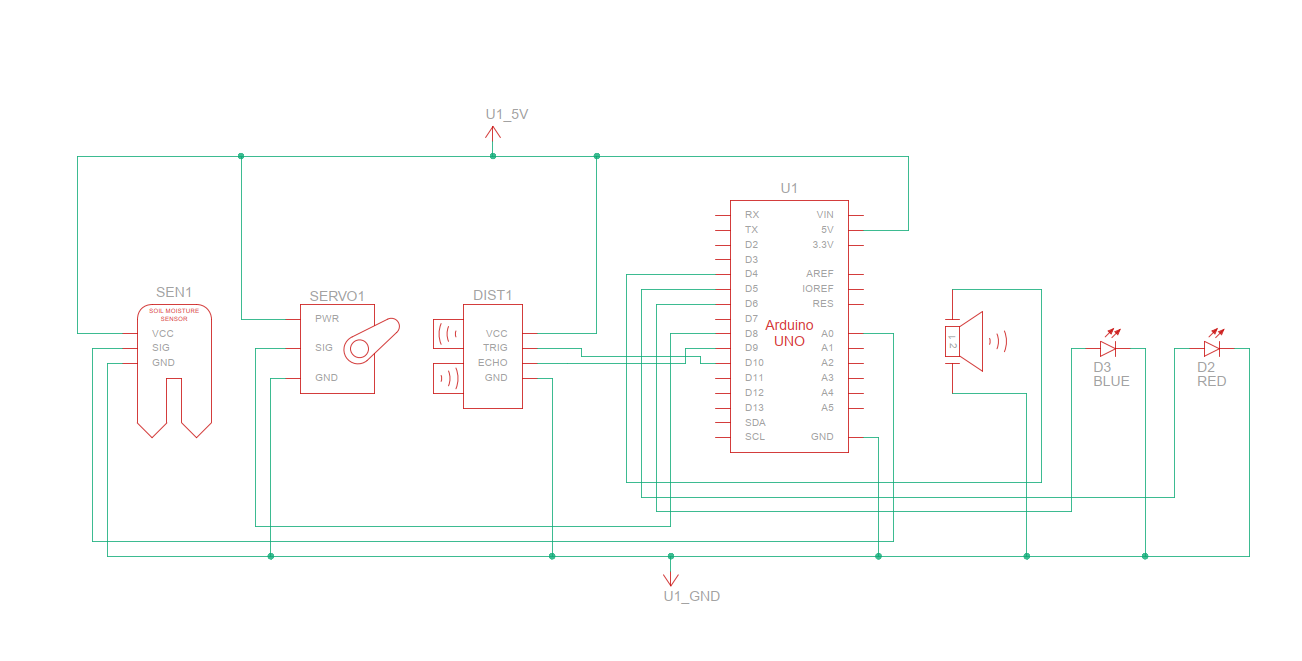 U1_5V
U1
SEN1
SOIL MOISTURE
SENSOR
VCC
SIG
GND
SERVO1
PWR
SIG
GND
DIST1
VCC
TRIG
ECHO
GND
RX
TX
D2
D3
D4
D5
D6
D7
D8
D9
D10
D11
D12
D13
SDA
SCL
Arduino
UNO
VIN
5V
3.3V
AREF
IOREF
RES
A0
A1
A2
A3
A4
A5
GND
1
2
D3
BLUE
D2
RED
U1_GND